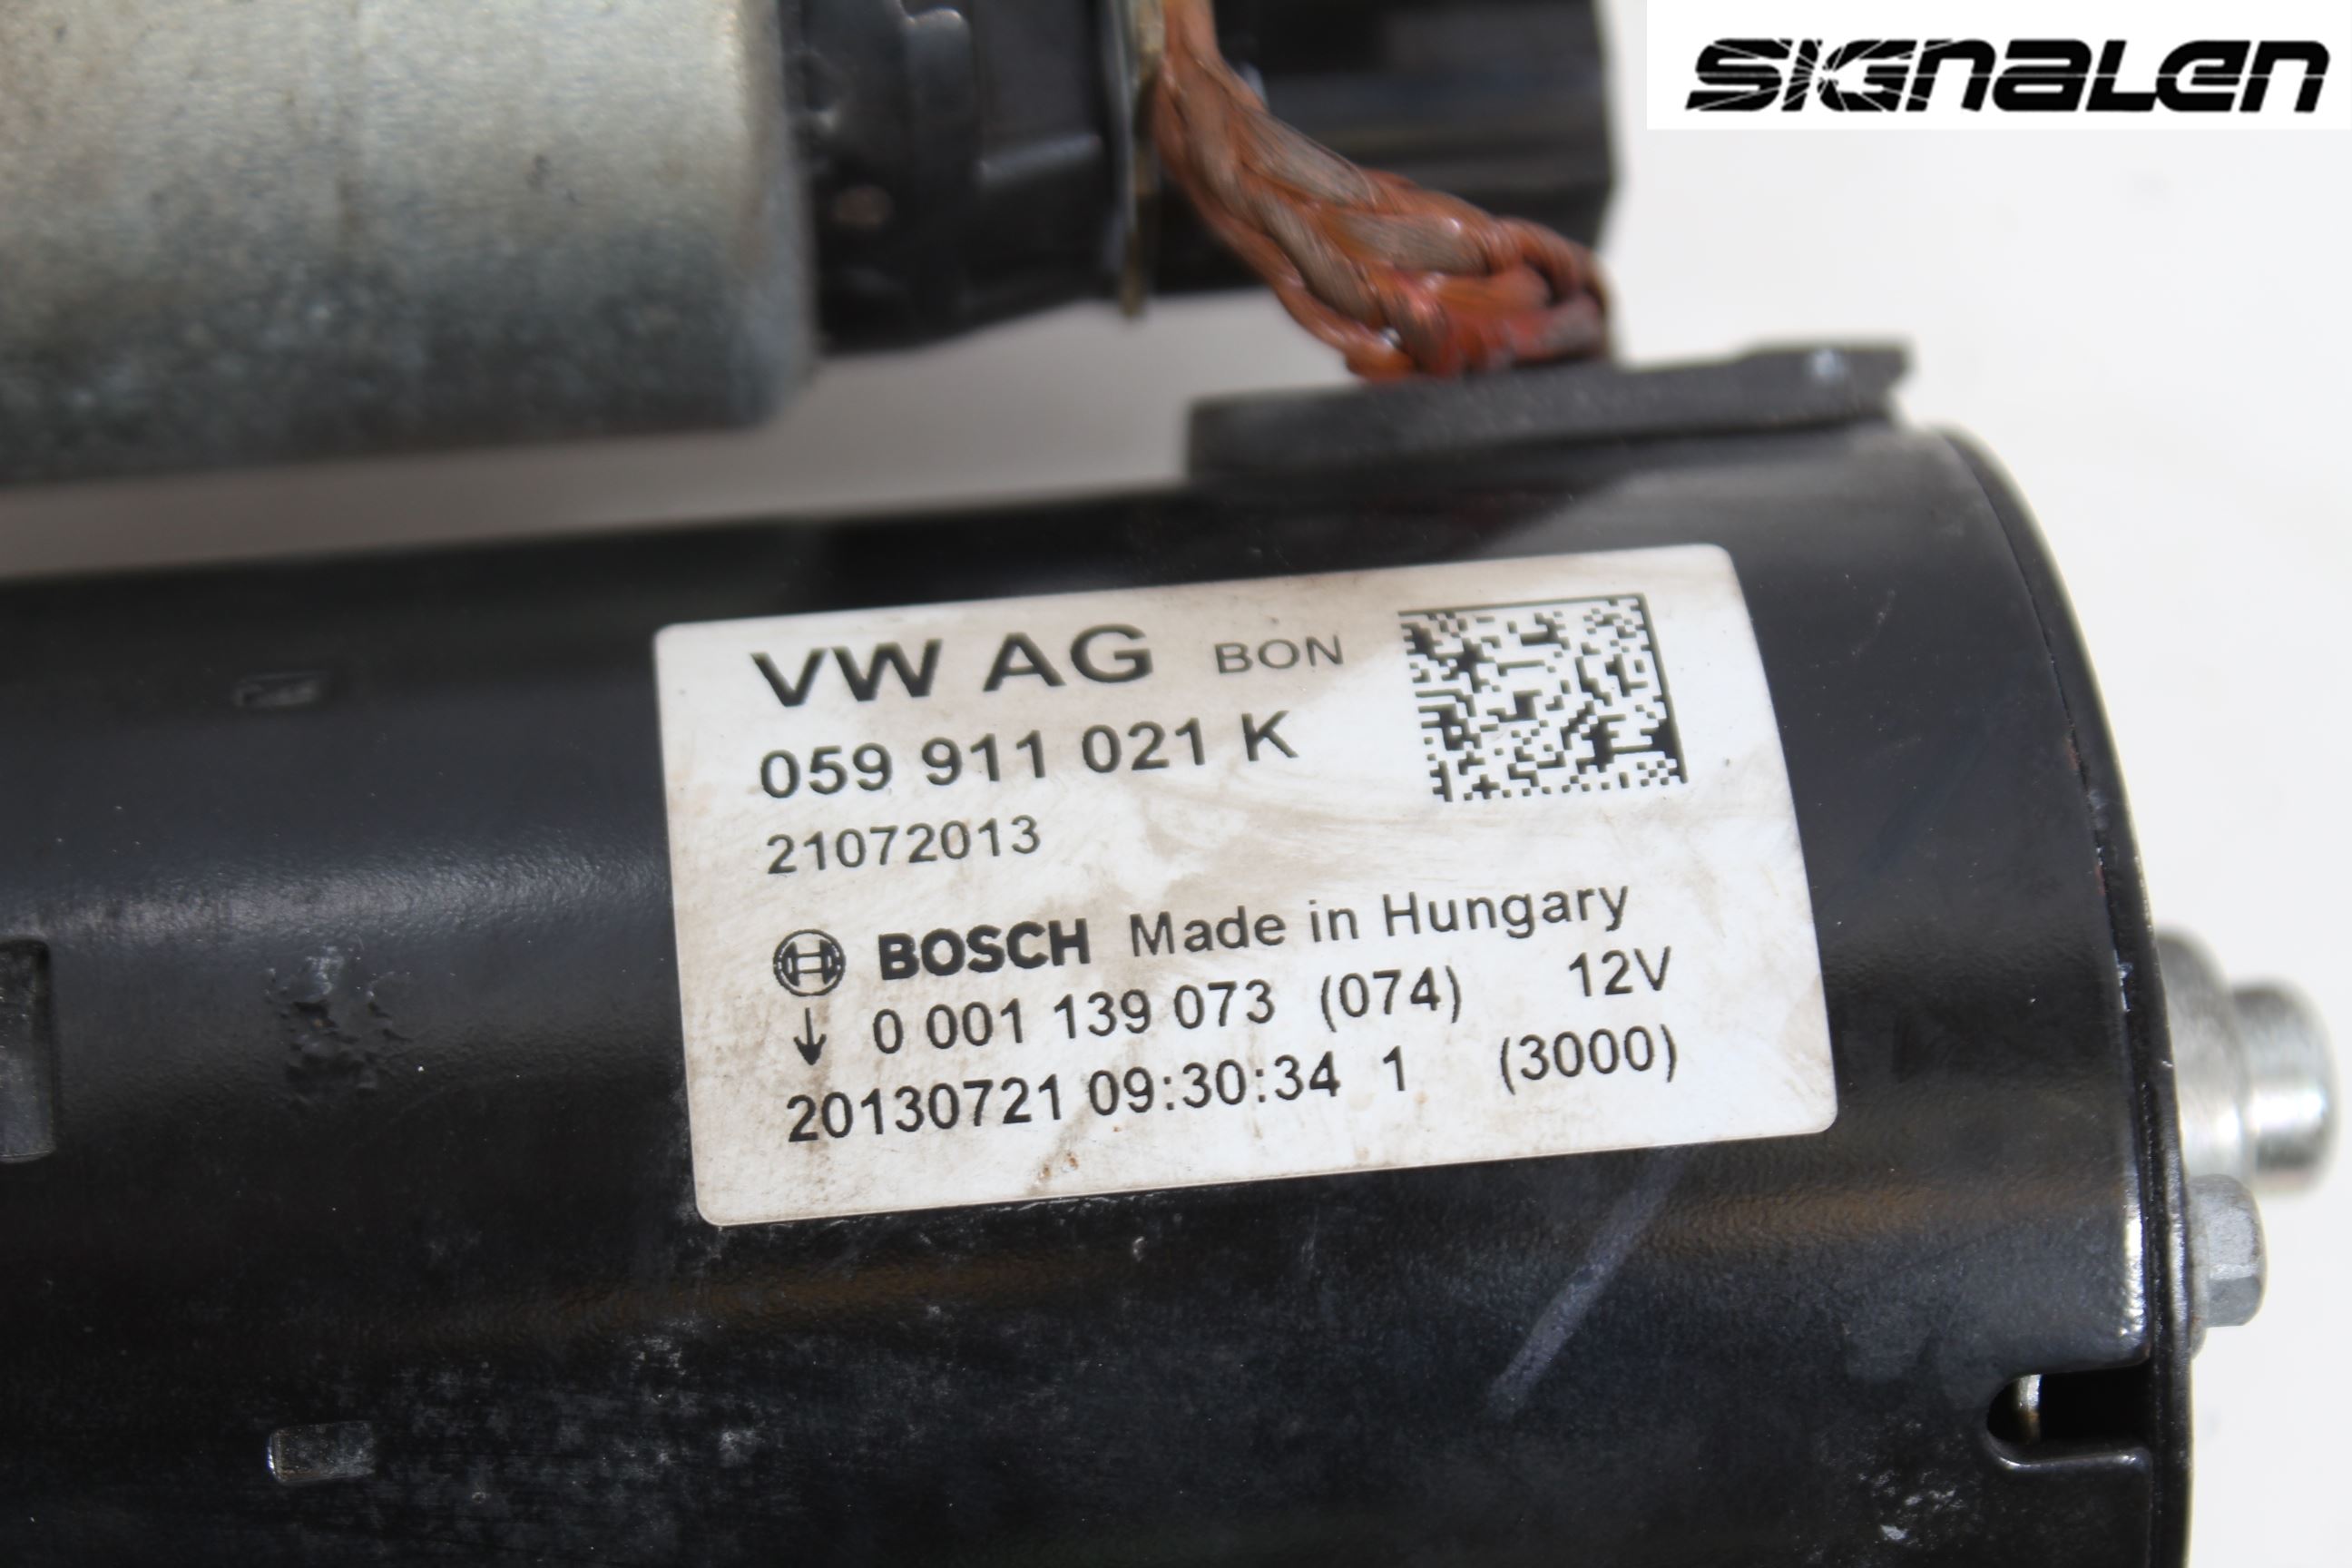 SIGNALEN
VW AG BON
059 911 021 K
21072013
BOSCH Made in Hungary
↓ 0 001 139 073 (074) 12V
20130721 09:30:34 1 (3000)